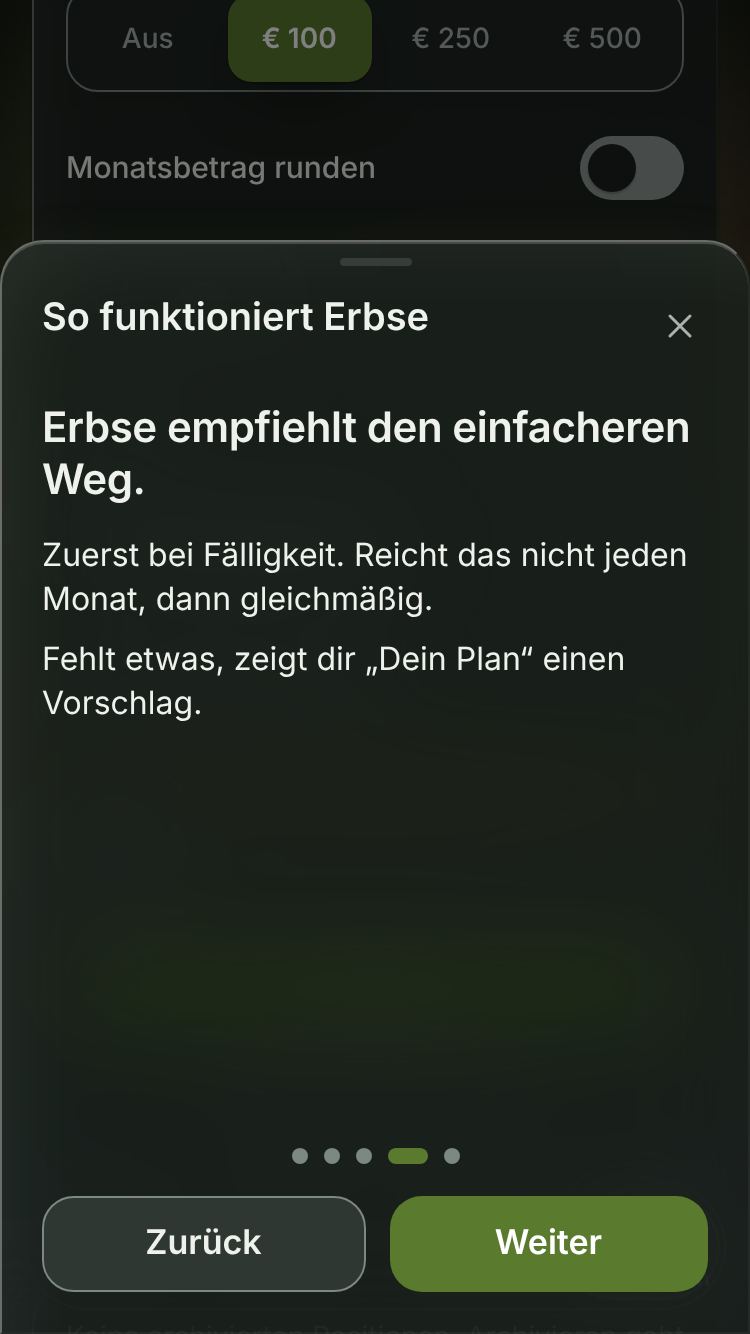 Aus € 100 € 250 € 500
Monatsbetrag runden
So funktioniert Erbse
Erbse empfiehlt den einfacheren
Weg.
Zuerst bei Fälligkeit. Reicht das nicht jeden
Monat, dann gleichmäßig.
Fehlt etwas, zeigt dir „Dein Plan“ einen
Vorschlag.
Zurück Weiter